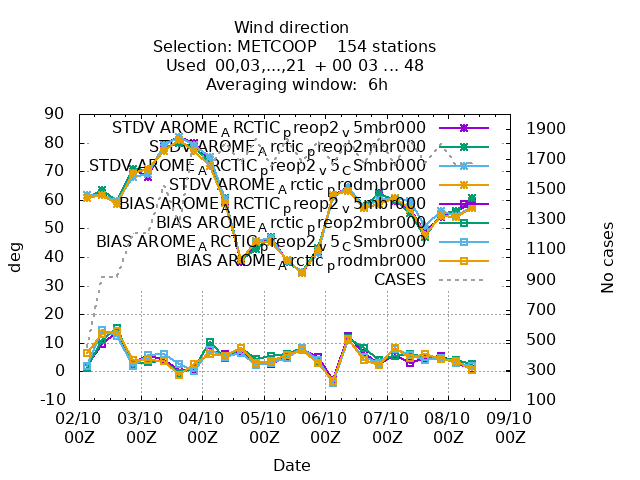 Wind direction
Selection: METCOOP 154 stations
Used 00,03,...,21 + 00 03 ... 48
Averaging window: 6h
90
80
70
60
50
40
30
20
10
0
-10
1900
1700
1500
1300
1100
900
700
500
300
100
deg
No cases
STDV AROME_ARCTIC_preop2_v5mbr000
STDV AROME_Arctic_preop2mbr000
STDV AROME_ARCTIC_preop2_v5_CSmbr000
STDV AROME_Arctic_prodmbr000
BIAS AROME_ARCTIC_preop2_v5mbr000
BIAS AROME_Arctic_preop2mbr000
BIAS AROME_ARCTIC_preop2_v5_CSmbr000
BIAS AROME_Arctic_prodmbr000
CASES
02/10 03/10 04/10 05/10 06/10 07/10 08/10 09/10
00Z 00Z 00Z 00Z 00Z 00Z 00Z 00Z
Date